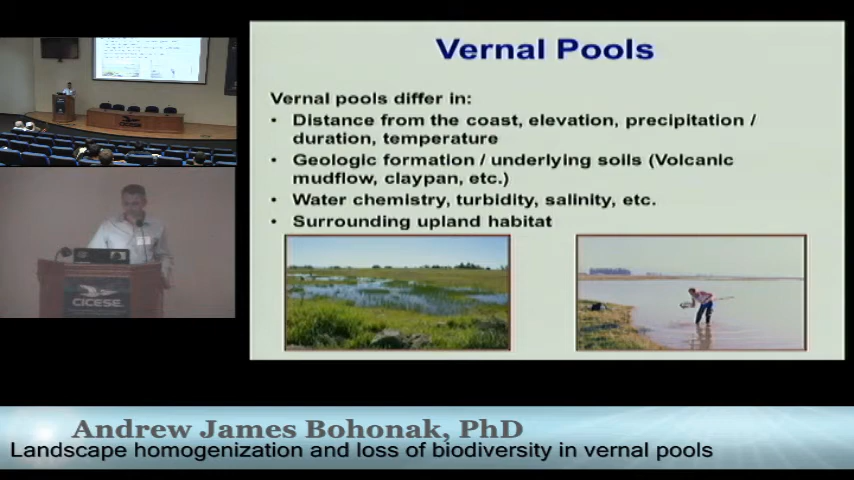 Vernal Pools
Vernal pools differ in:
• Distance from the coast, elevation, precipitation /
duration, temperature
• Geologic formation / underlying soils (Volcanic
mudflow, claypan, etc.)
• Water chemistry, turbidity, salinity, etc.
• Surrounding upland habitat
CICESE
Andrew James Bohonak, PhD
Landscape homogenization and loss of biodiversity in vernal pools